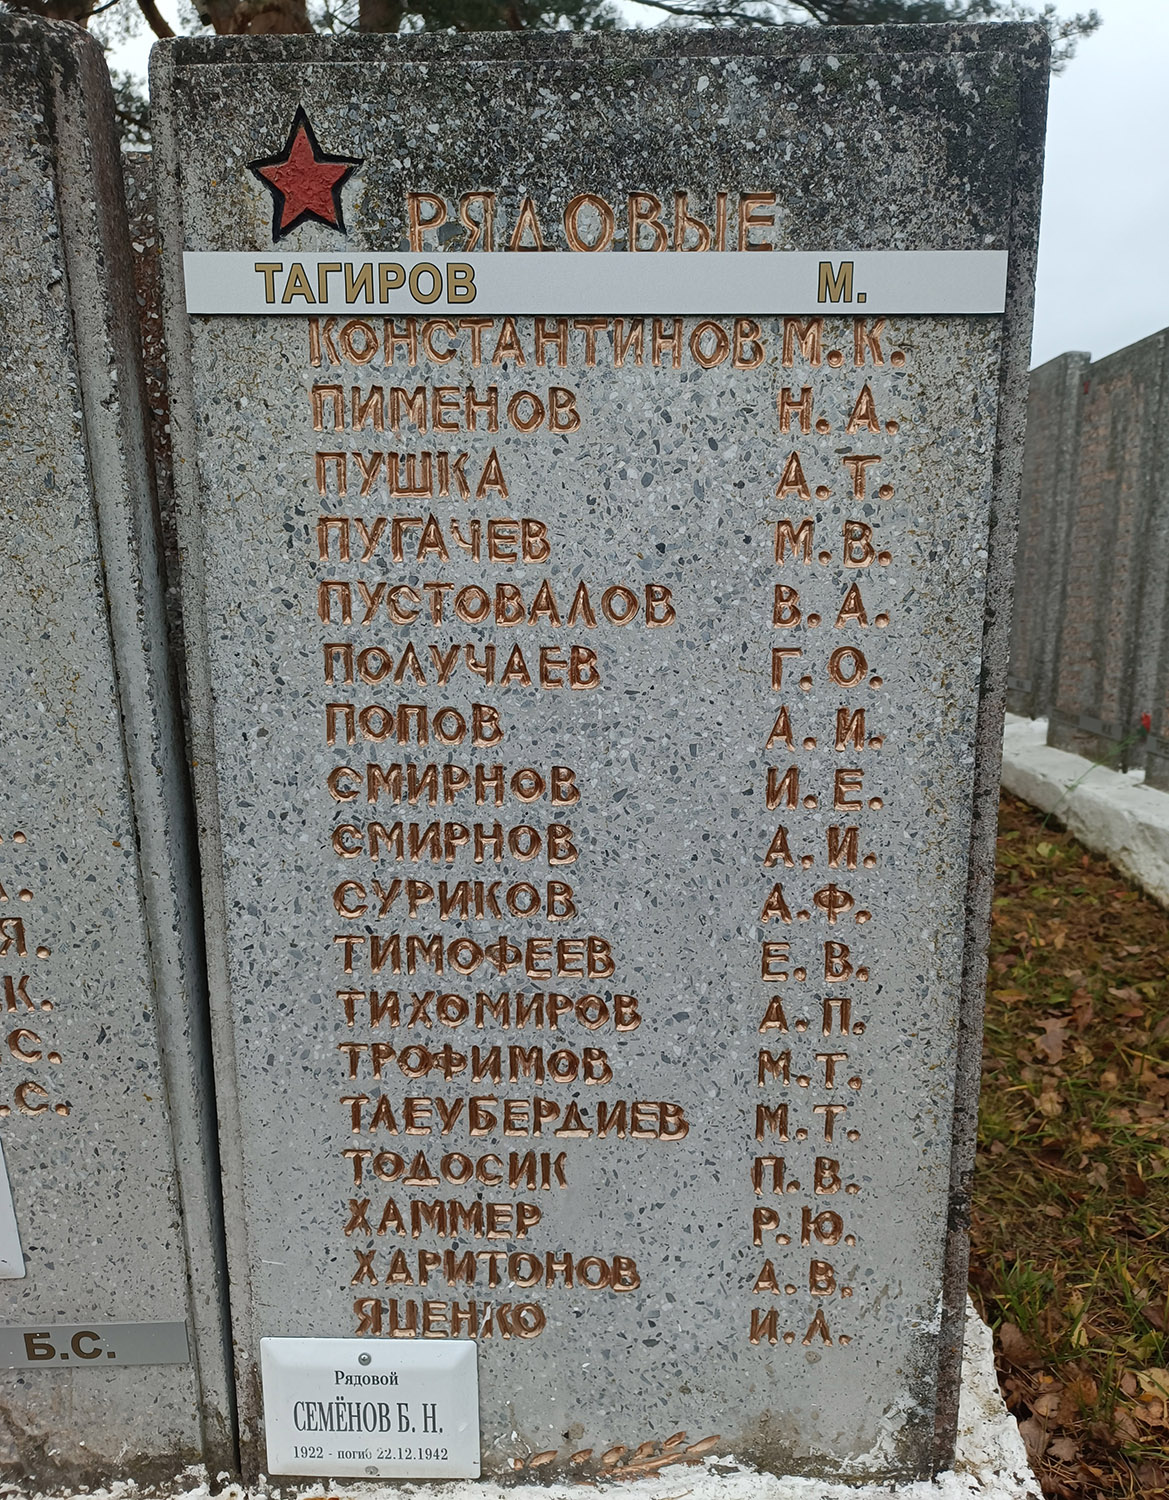 РЯДОВЫЕ
ТАГИРОВ М.
КОНСТАНТИНОВ М.К.
ПИМЕНОВ Н.А.
ПУШКА А.Т.
ПУГАЧЕВ М.В.
ПУСТОВАЛОВ В.А.
ПОЛУЧАЕВ Г.О.
ПОПОВ А.И.
СМИРНОВ И.Е.
СМИРНОВ А.И.
СУРИКОВ А.Ф.
ТИМОФЕЕВ Е.В.
ТИХОМИРОВ А.П.
ТРОФИМОВ М.Т.
ТЛЕУБЕРДИЕВ М.Т.
ТОДОСИК П.В.
ХАММЕР Р.Ю.
ХАРИТОНОВ А.В.
ЯЦЕНКО И.Л.
Рядовой
СЕМЁНОВ Б. Н.
1922 - погиб 22.12.1942
Я.
К.
С.
.С.
Б.С.